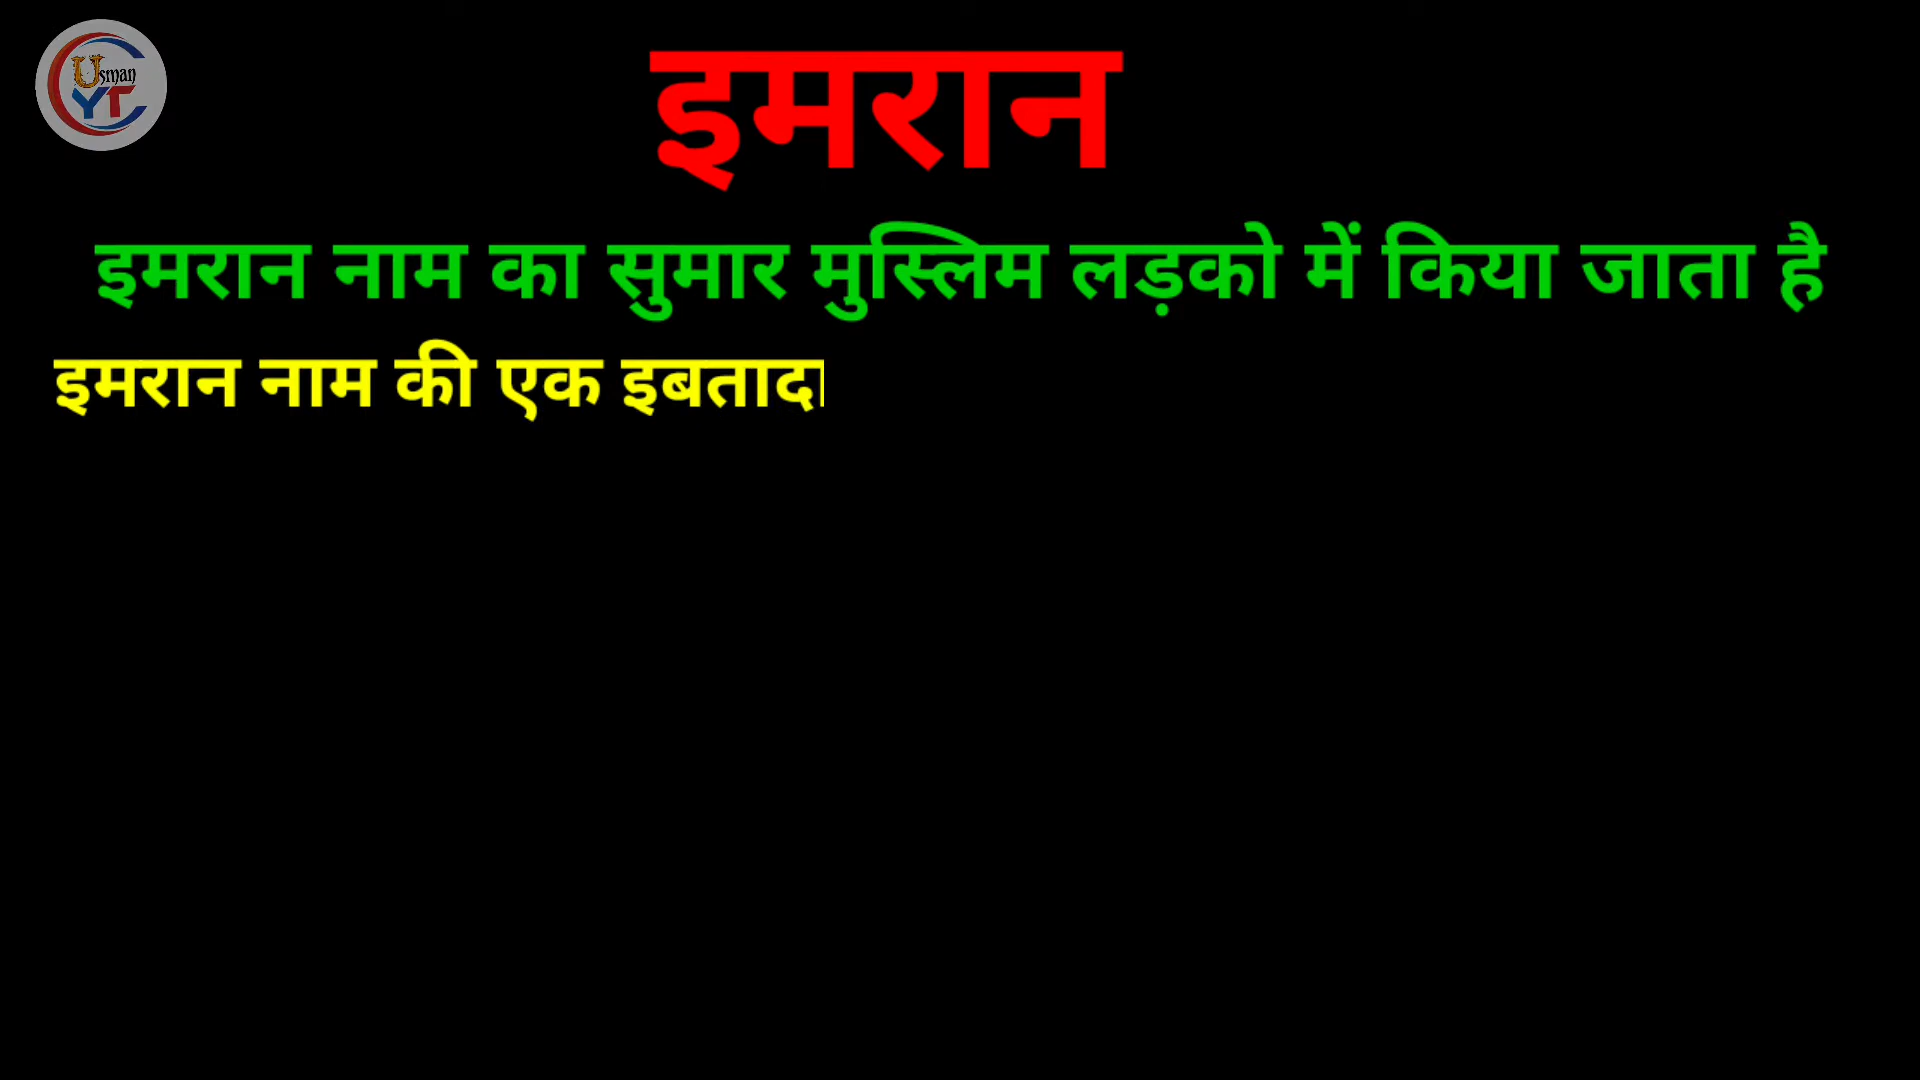 Usman
YT
इमरान
इमरान नाम का सुमार मुस्लिम लड़को में किया जाता है
इमरान नाम की एक इबतादा